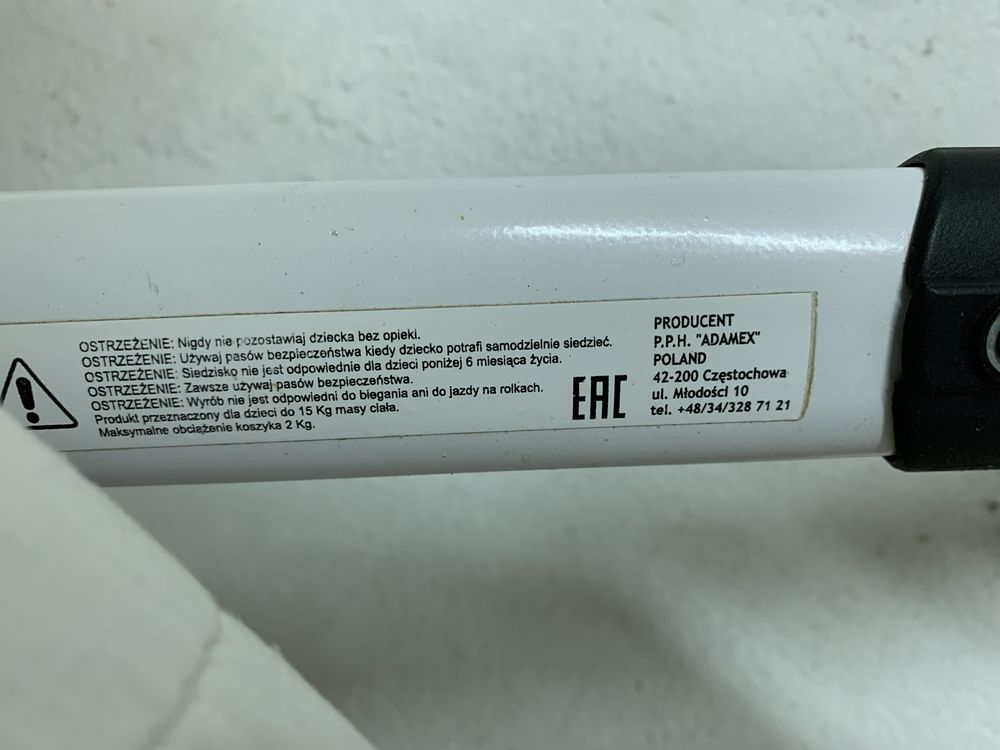 OSTRZEŻENIE: Nigdy nie pozostawiaj dziecka bez opieki.
OSTRZEŻENIE: Używaj pasów bezpieczeństwa kiedy dziecko potrafi samodzielnie siedzieć.
OSTRZEŻENIE: Siedzisko nie jest odpowiednie dla dzieci poniżej 6 miesiąca życia.
OSTRZEŻENIE: Zawsze używaj pasów bezpieczeństwa.
OSTRZEŻENIE: Wyrób nie jest odpowiedni do biegania ani do jazdy na rolkach.
Produkt przeznaczony dla dzieci do 15 Kg masy ciała.
Maksymalne obciążenie koszyka 2 Kg.
EAC
PRODUCENT
P.P.H. "ADAMEX"
POLAND
42-200 Częstochowa
ul. Młodości 10
tel. +48/34/328 71 21